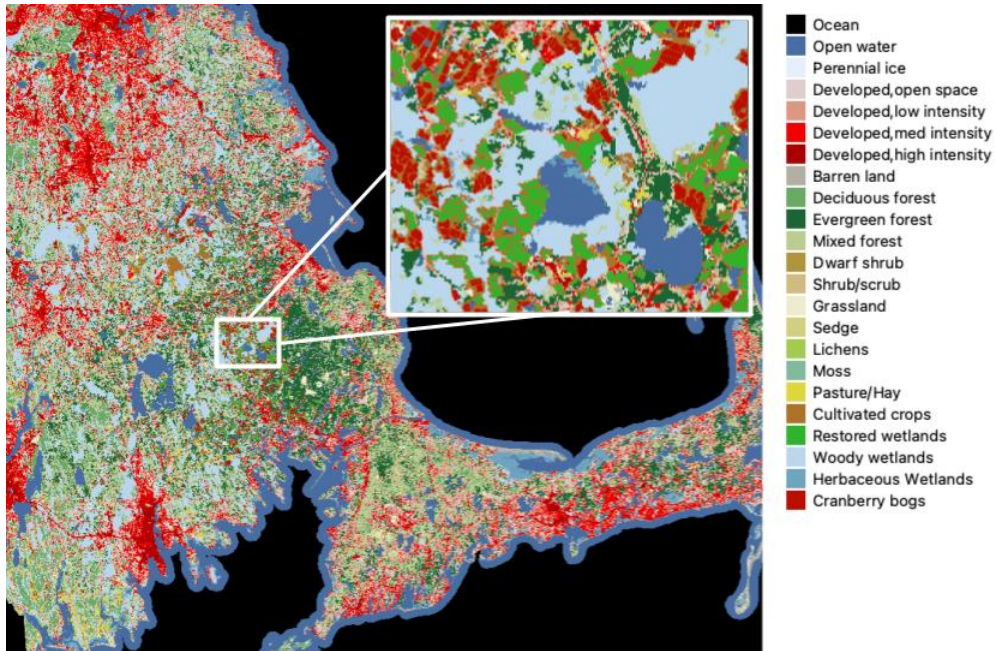 Ocean
Open water
Perennial ice
Developed,open space
Developed,low intensity
Developed,med intensity
Developed,high intensity
Barren land
Deciduous forest
Evergreen forest
Mixed forest
Dwarf shrub
Shrub/scrub
Grassland
Sedge
Lichens
Moss
Pasture/Hay
Cultivated crops
Restored wetlands
Woody wetlands
Herbaceous Wetlands
Cranberry bogs